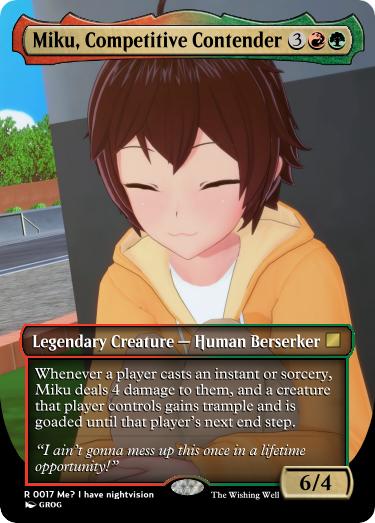 Miku, Competitive Contender 3
Legendary Creature — Human Berserker
Whenever a player casts an instant or sorcery,
Miku deals 4 damage to them, and a creature
that player controls gains trample and is
goaded until that player's next end step.
“I ain't gonna mess up this once in a lifetime
opportunity!”
6/4
R 0017 Me? I have nightvision
GROG
The Wishing Well